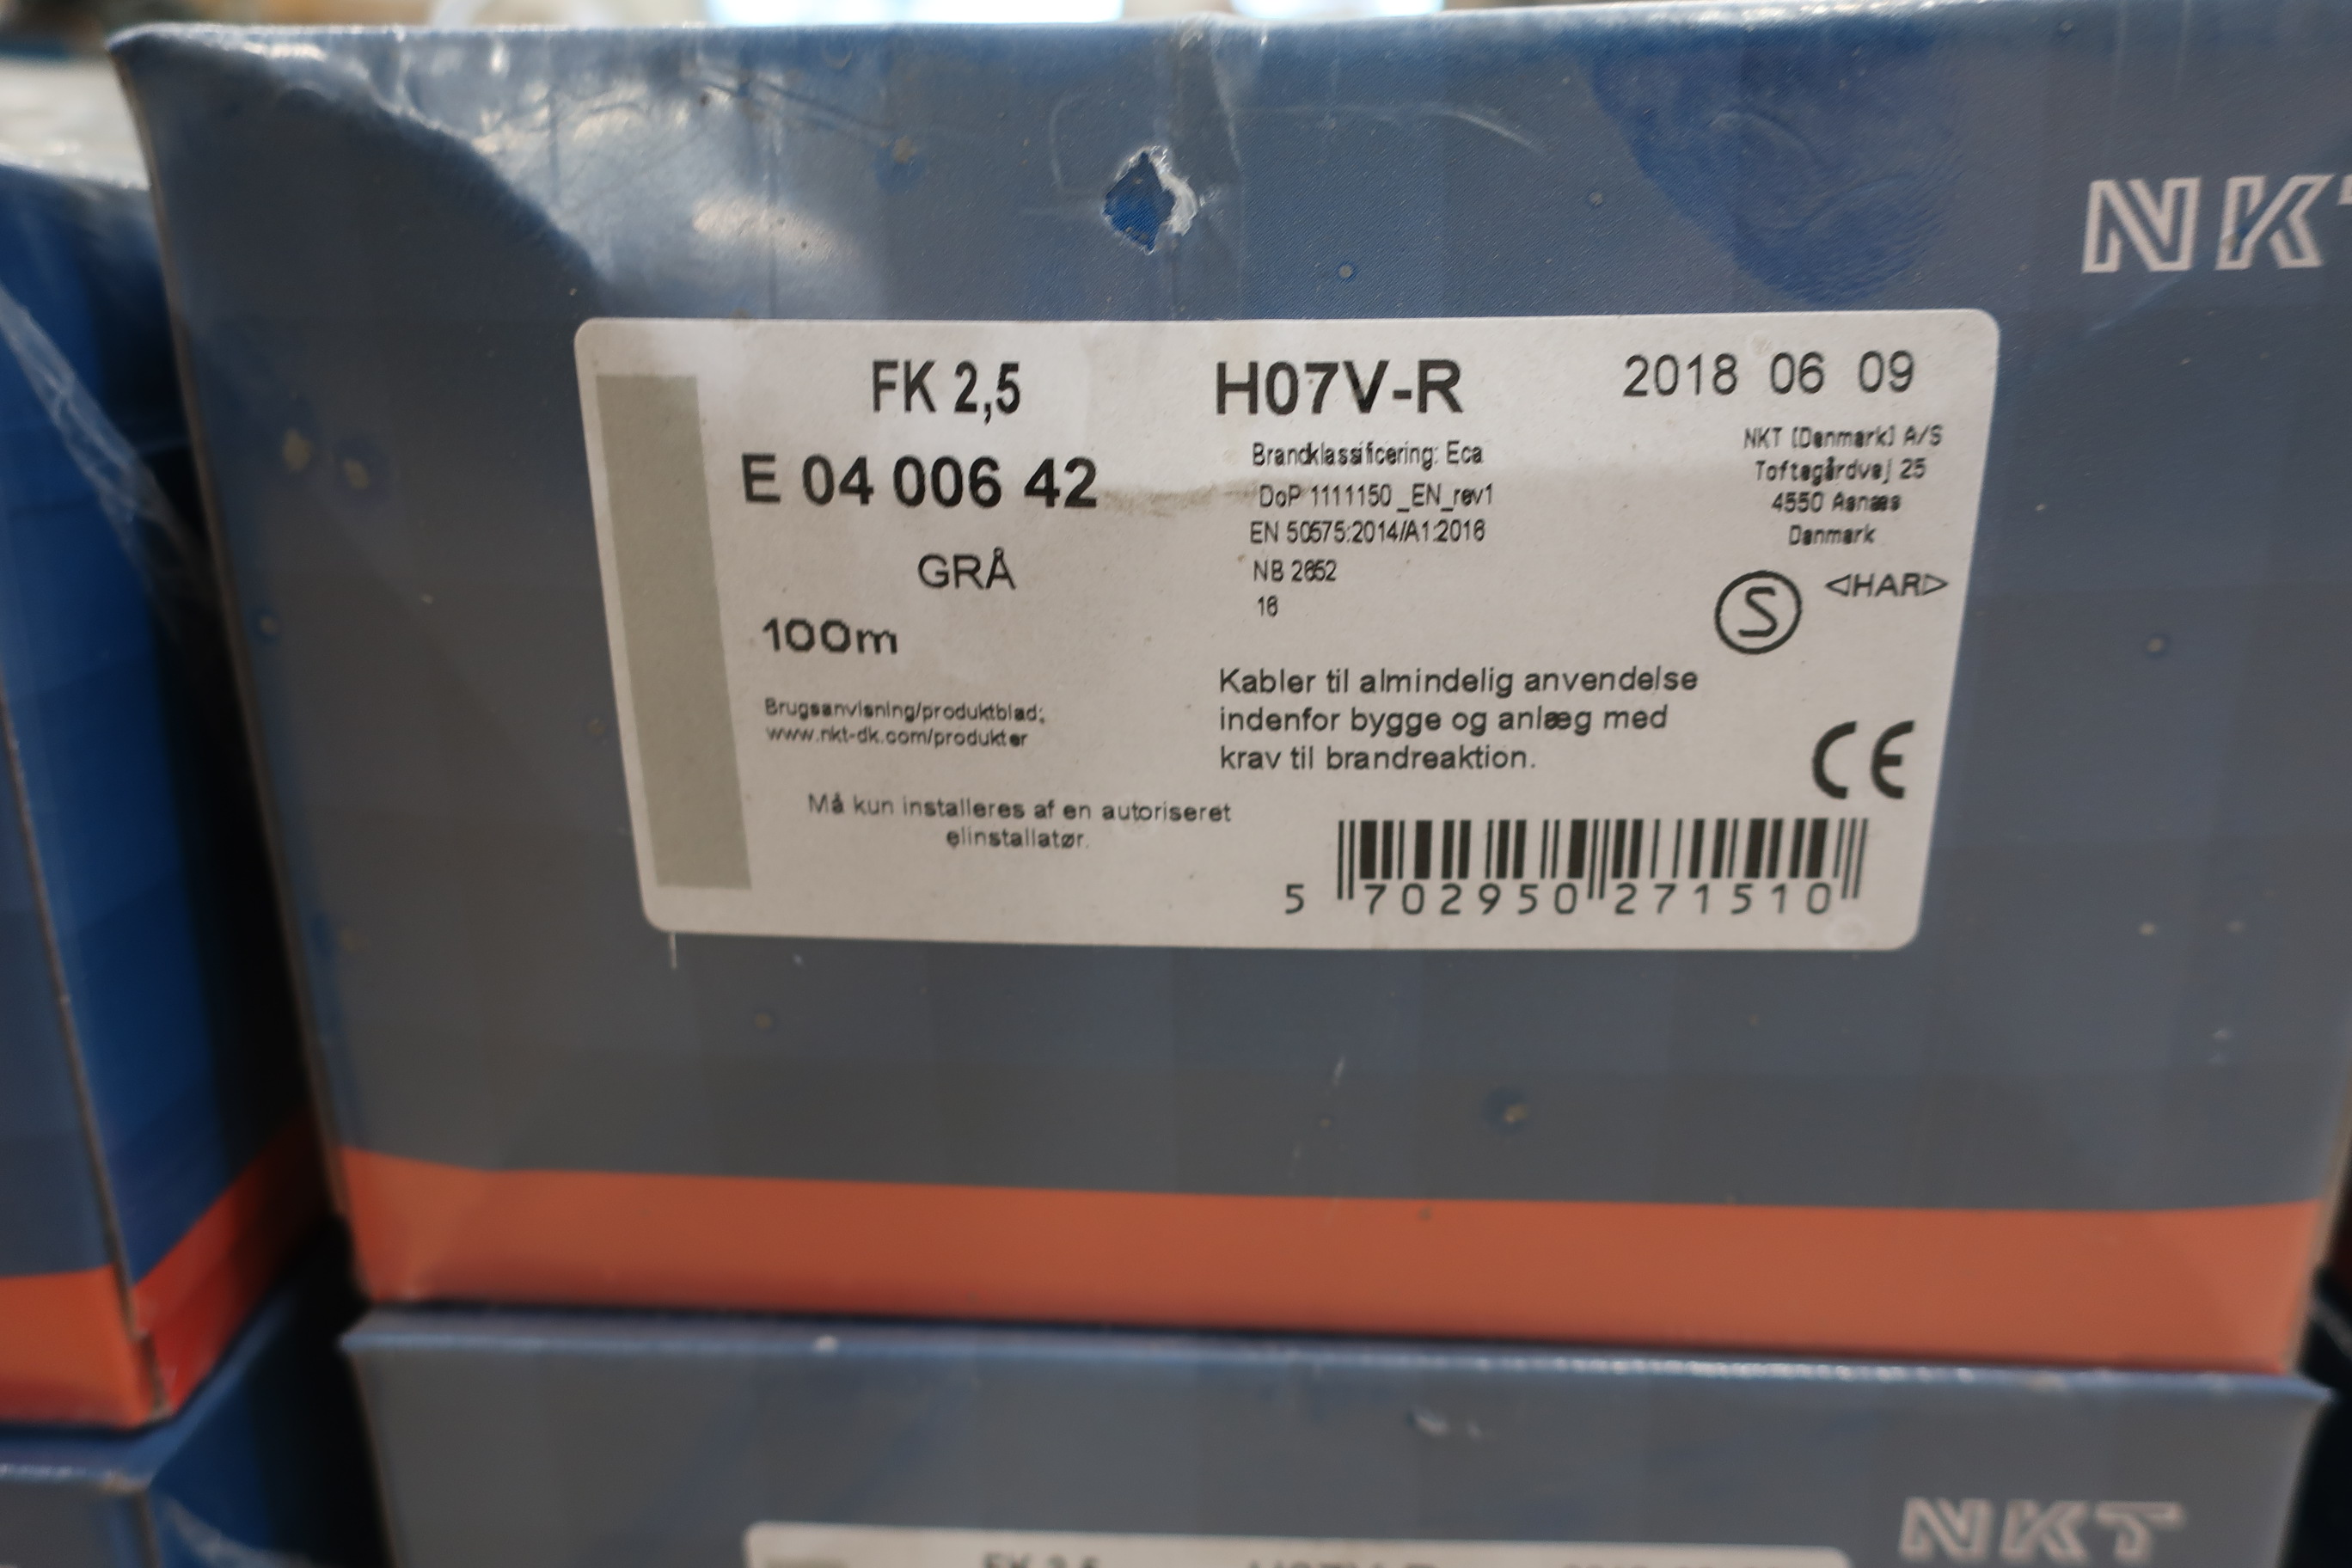 NKT
FK 2,5
H07V-R
2018 06 09
E 04 006 42
GRÅ
100m
Brugsanvisning/produktblad:
www.nkt-dk.com/produkter
Må kun installeres af en autoriseret
elinstallatør.
Brandklassificering: Eca
DoP 1111150_EN_rev1
EN 50575:2014/A1:2016
NB 2652
16
NKT (Danmark) A/S
Toftegårdvej 25
4550 Asnæs
Danmark
S <HAR>
Kabler til almindelig anvendelse
indenfor bygge og anlæg med
krav til brandreaktion.
CE
5 702950 271510
NKT